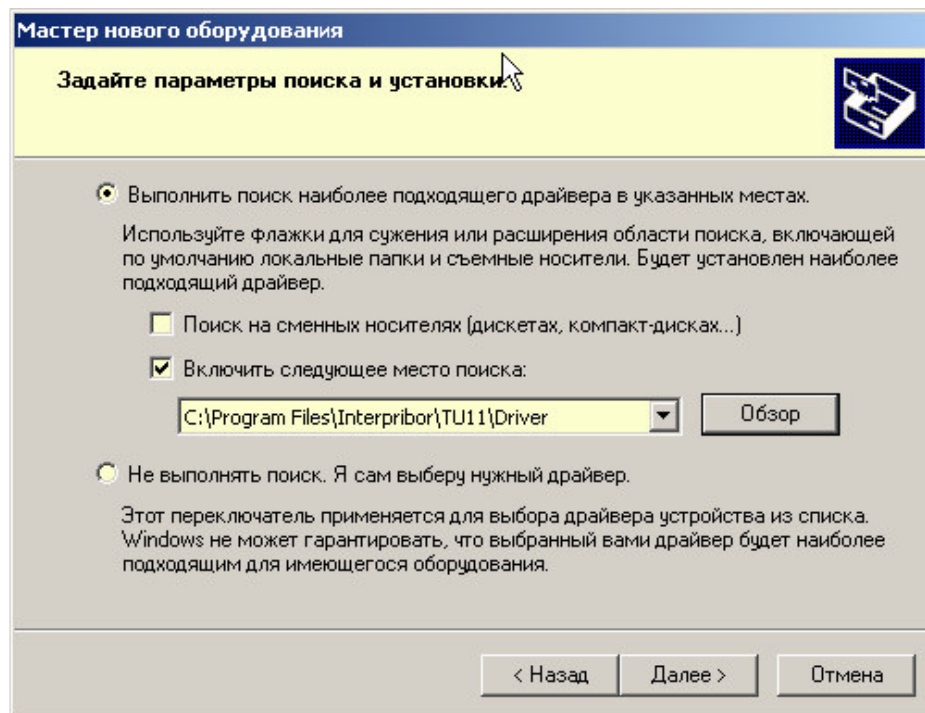 Мастер нового оборудования
Задайте параметры поиска и установки.
Выполнить поиск наиболее подходящего драйвера в указанных местах.
Используйте флажки для сужения или расширения области поиска, включающей
по умолчанию локальные папки и съемные носители. Будет установлен наиболее
подходящий драйвер.
Поиск на сменных носителях (дискетах, компакт-дисках...)
Включить следующее место поиска:
C:\Program Files\Interpribor\TU11\Driver
Обзор
Не выполнять поиск. Я сам выберу нужный драйвер.
Этот переключатель применяется для выбора драйвера устройства из списка.
Windows не может гарантировать, что выбранный вами драйвер будет наиболее
подходящим для имеющегося оборудования.
< Назад Далее > Отмена